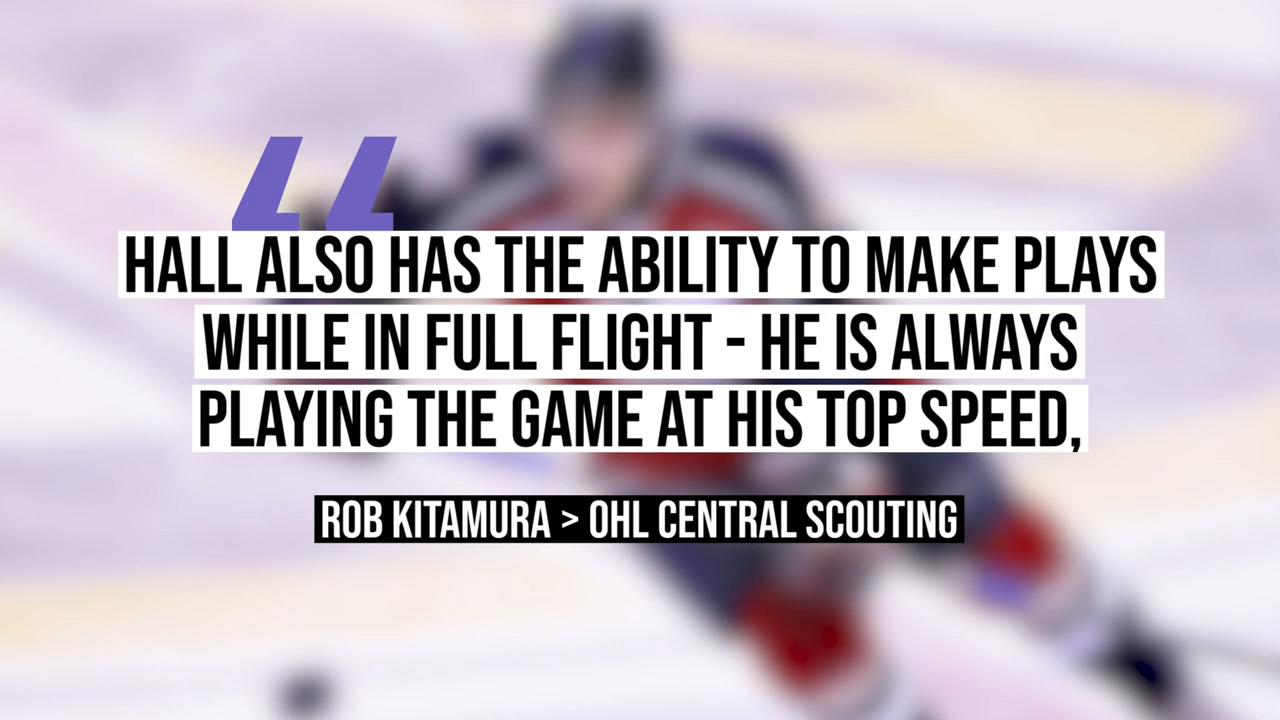 “
HALL ALSO HAS THE ABILITY TO MAKE PLAYS
WHILE IN FULL FLIGHT - HE IS ALWAYS
PLAYING THE GAME AT HIS TOP SPEED,
ROB KITAMURA > OHL CENTRAL SCOUTING